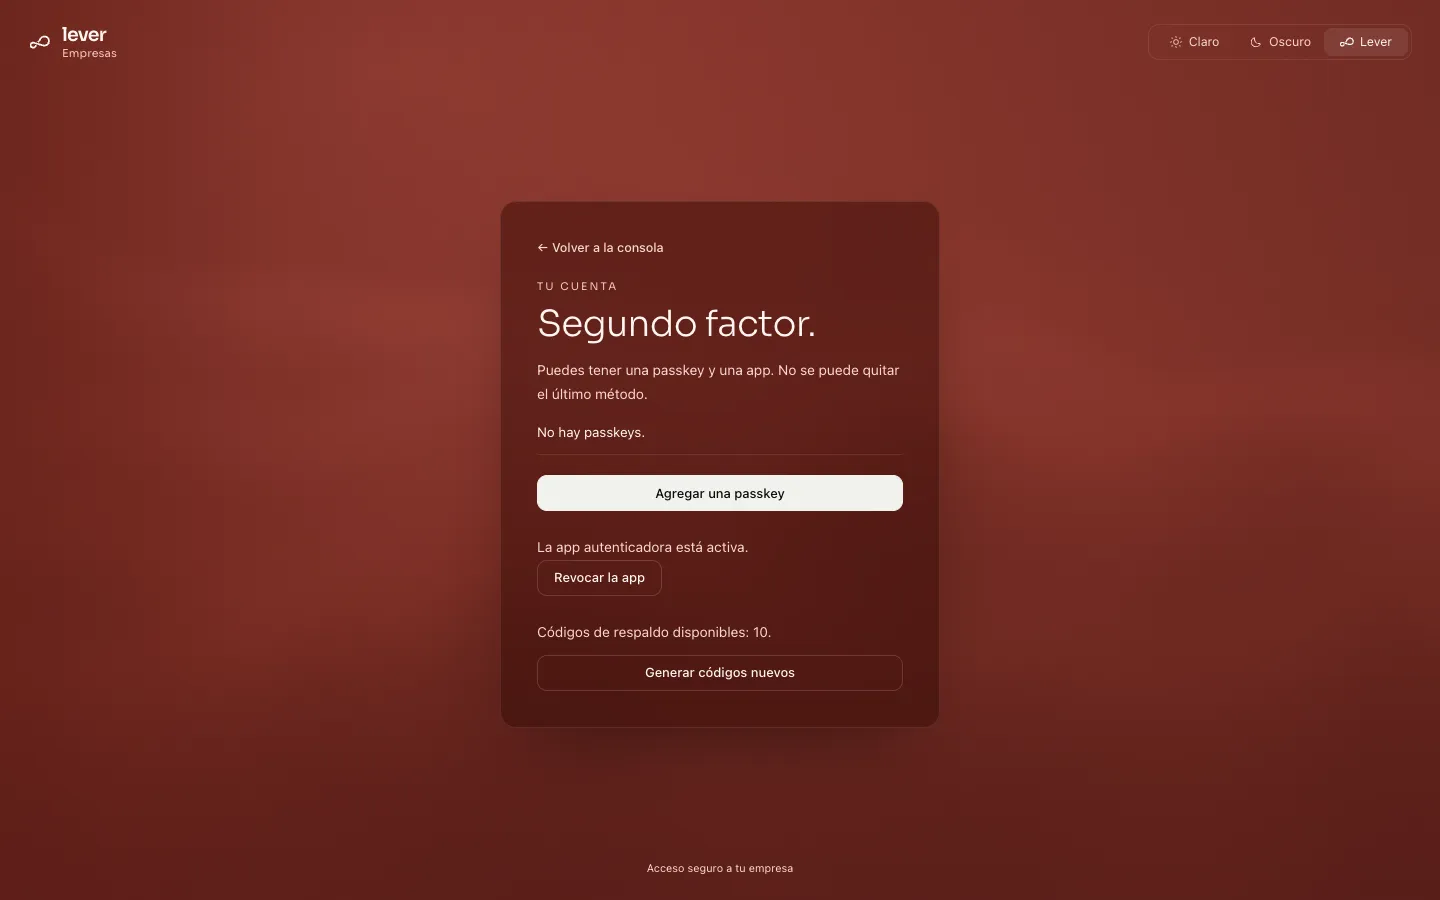 lever
Empresas
Claro
Oscuro
Lever
← Volver a la consola
TU CUENTA
Segundo factor.
Puedes tener una passkey y una app. No se puede quitar
el último método.
No hay passkeys.
Agregar una passkey
La app autenticadora está activa.
Revocar la app
Códigos de respaldo disponibles: 10.
Generar códigos nuevos
Acceso seguro a tu empresa